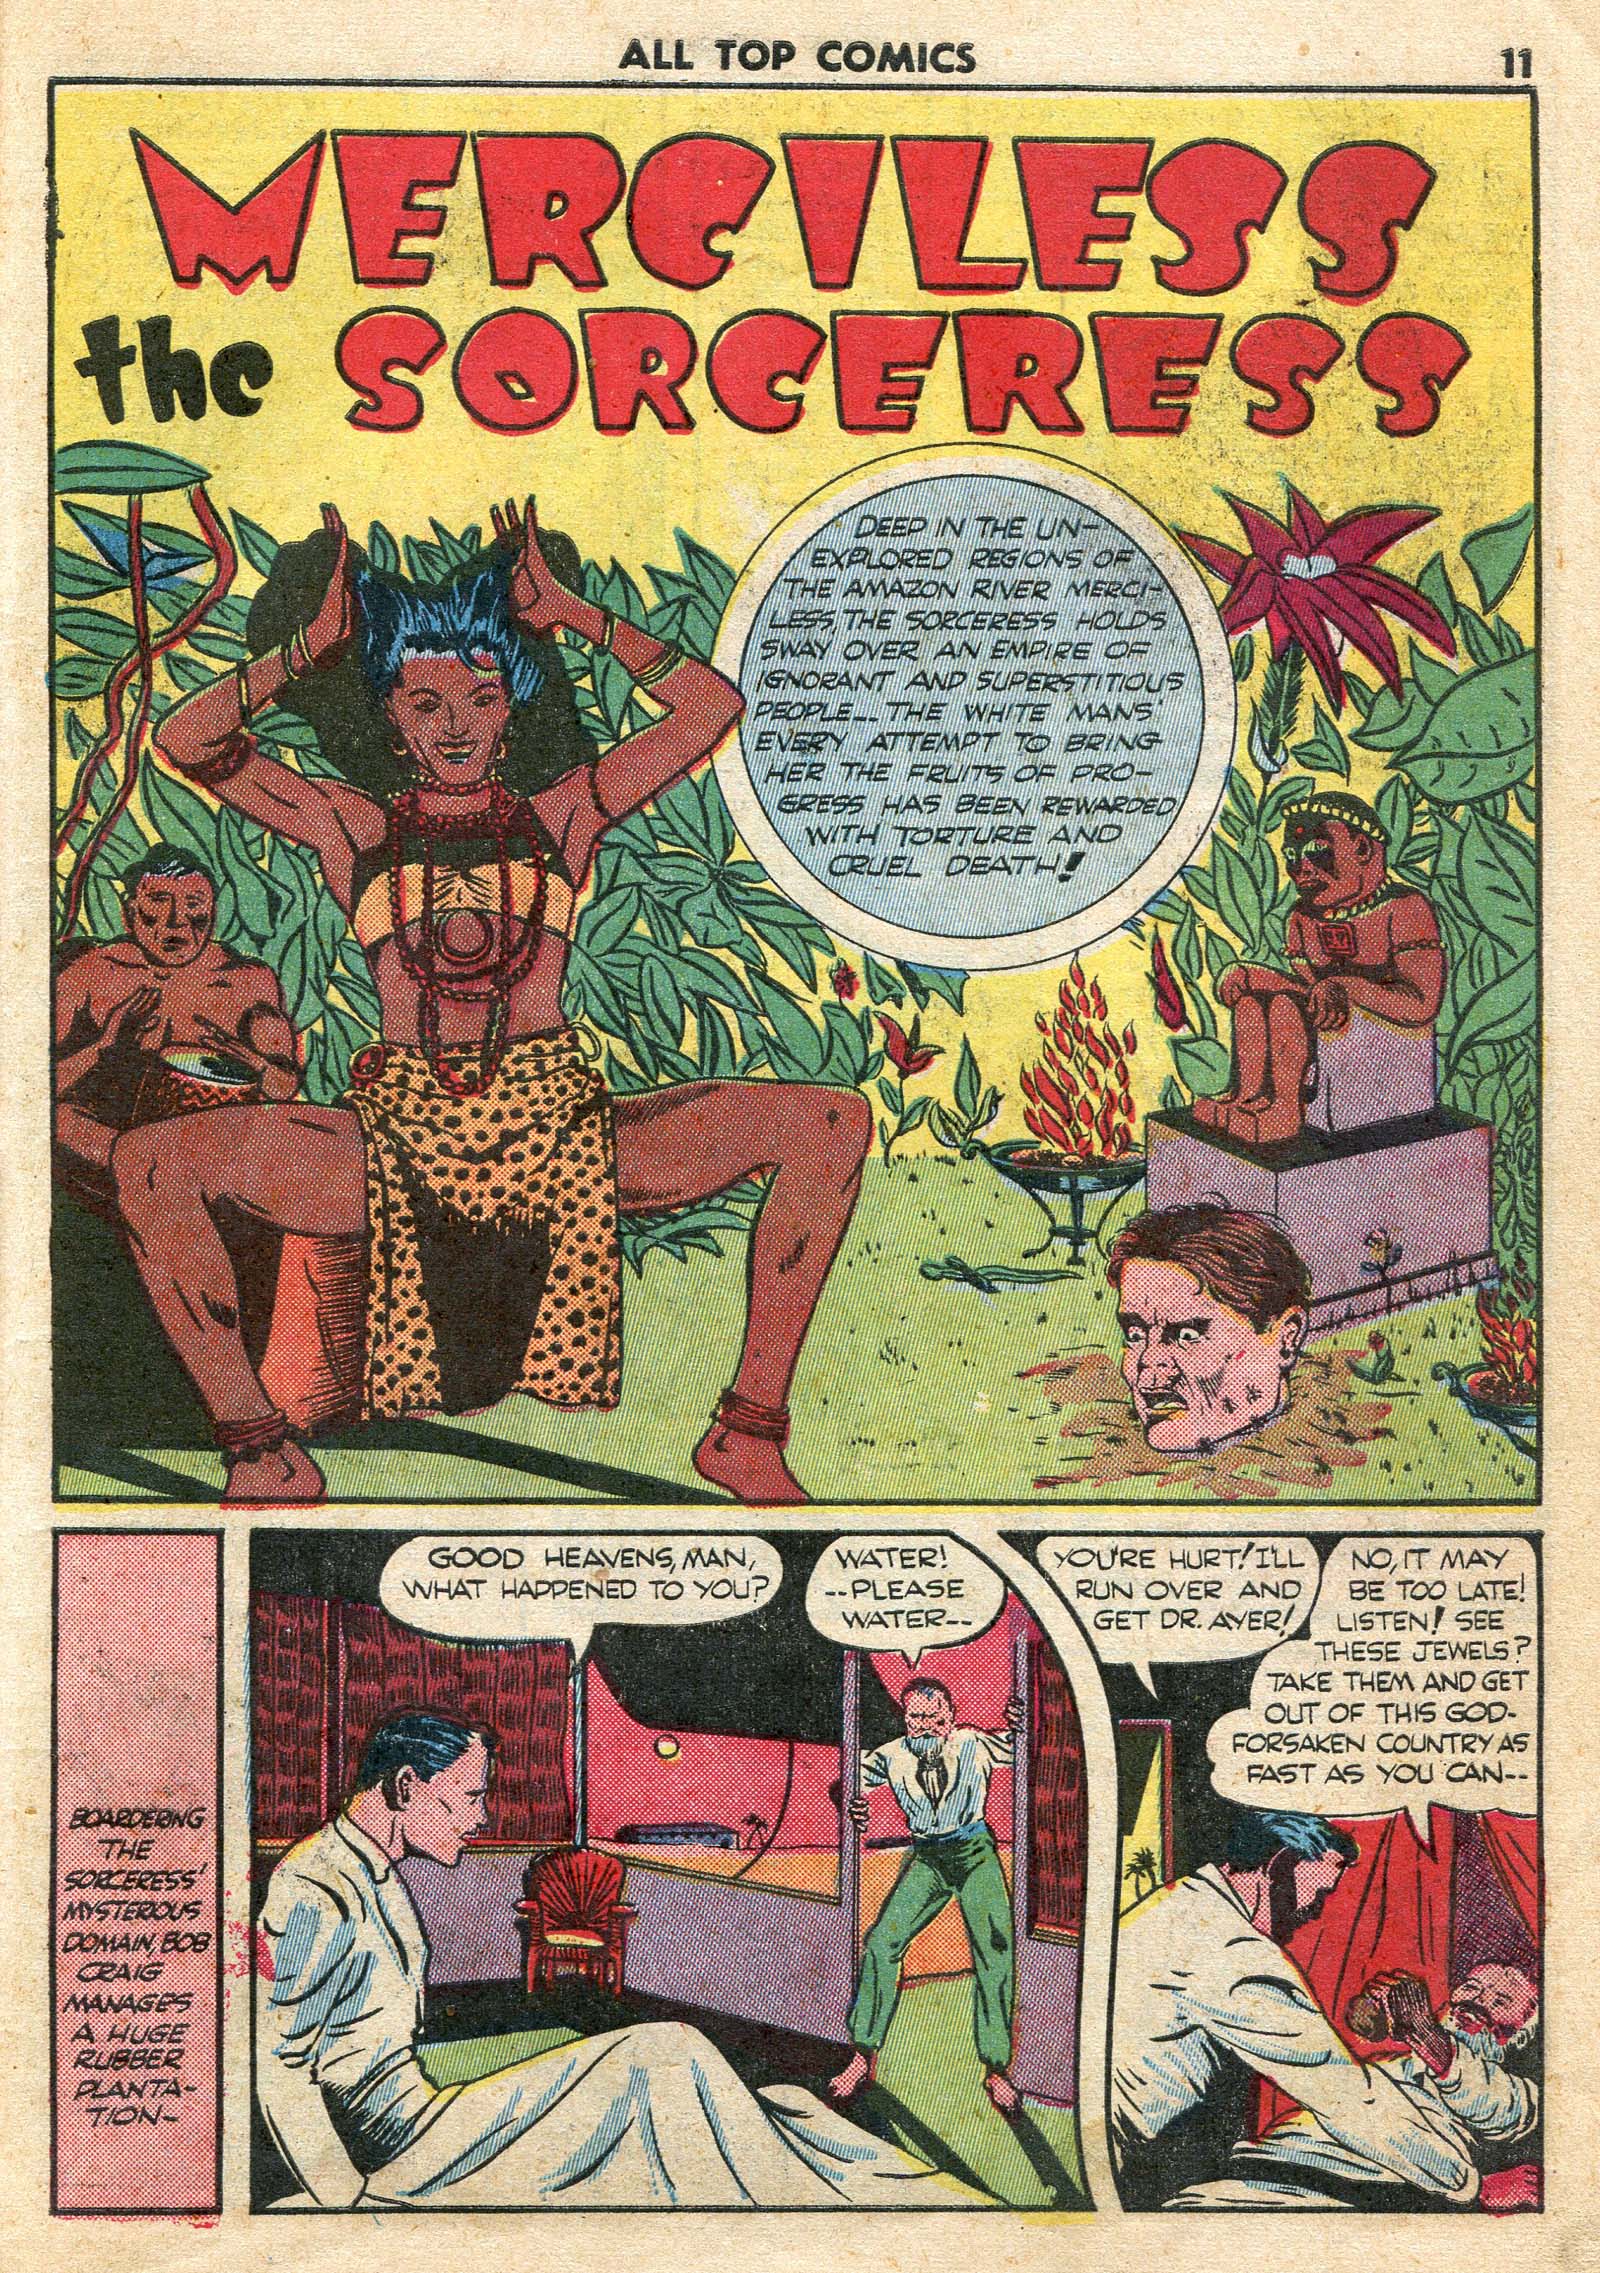 ALL TOP COMICS
11
MERCILESS
the SORCERESS
DEEP IN THE UN-
EXPLORED REGIONS OF
THE AMAZON RIVER MERCI-
LESS, THE SORCERESS HOLDS
SWAY OVER AN EMPIRE OF
IGNORANT AND SUPERSTITIOUS
PEOPLE-- THE WHITE MANS'
EVERY ATTEMPT TO BRING
HER THE FRUITS OF PRO-
GRESS HAS BEEN REWARDED
WITH TORTURE AND
CRUEL DEATH!
BOARDERING
THE
SORCERESS'
MYSTERIOUS
DOMAIN, BOB
CRAIG
MANAGES
A HUGE
RUBBER
PLANTA-
TION-
GOOD HEAVENS, MAN,
WHAT HAPPENED TO YOU?
WATER!
--PLEASE
WATER--
YOU'RE HURT! I'LL
RUN OVER AND
GET DR. AYER!
NO, IT MAY
BE TOO LATE!
LISTEN! SEE
THESE JEWELS?
TAKE THEM AND GET
OUT OF THIS GOD-
FORSAKEN COUNTRY AS
FAST AS YOU CAN--